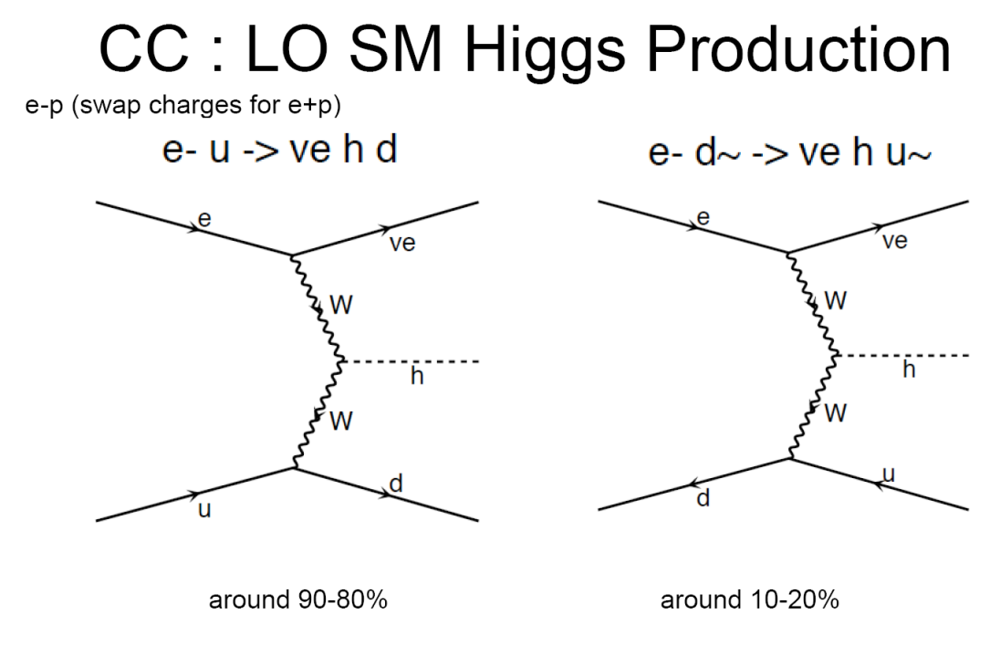 CC : LO SM Higgs Production
e-p (swap charges for e+p)
e- u -> ve h d
e- d~ -> ve h u~
e
ve
W
h
W
u
d
e
ve
W
h
W
d
u
around 90-80%
around 10-20%